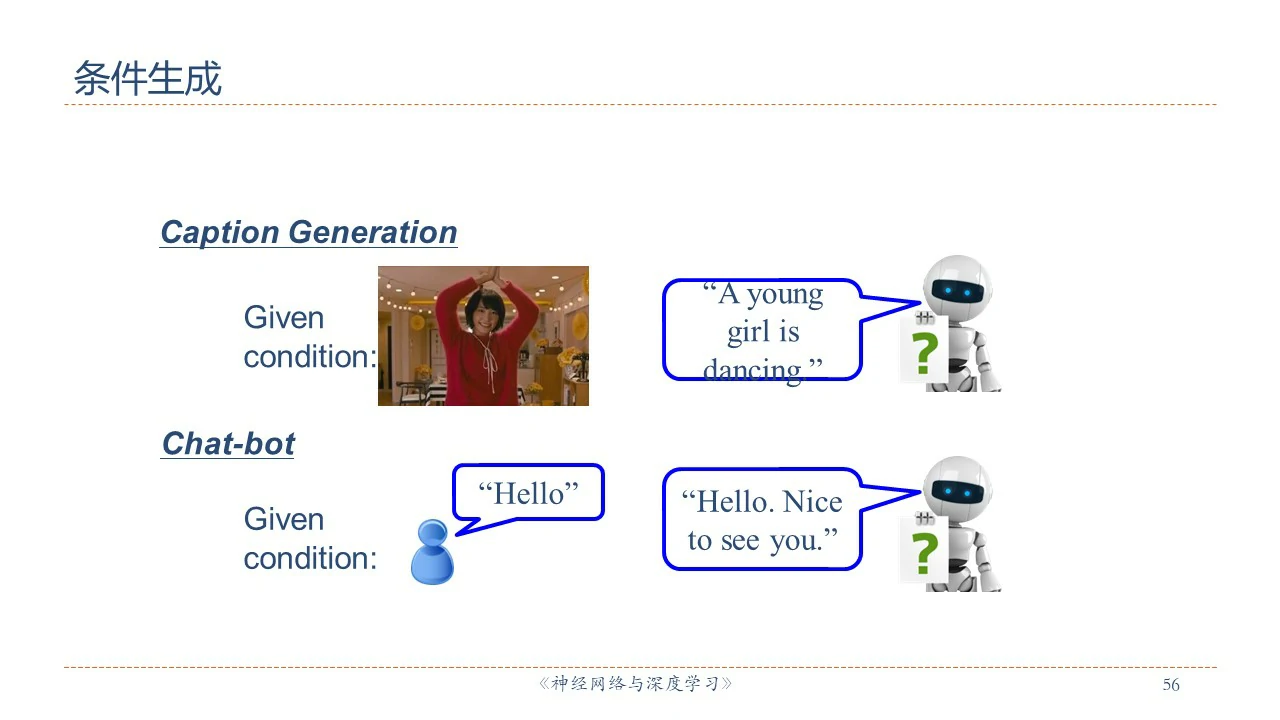 条件生成
Caption Generation
Given
condition:
“A young
girl is
dancing.”
?
Chat-bot
“Hello”
Given
condition:
“Hello. Nice
to see you.”
?
《神经网络与深度学习》
56